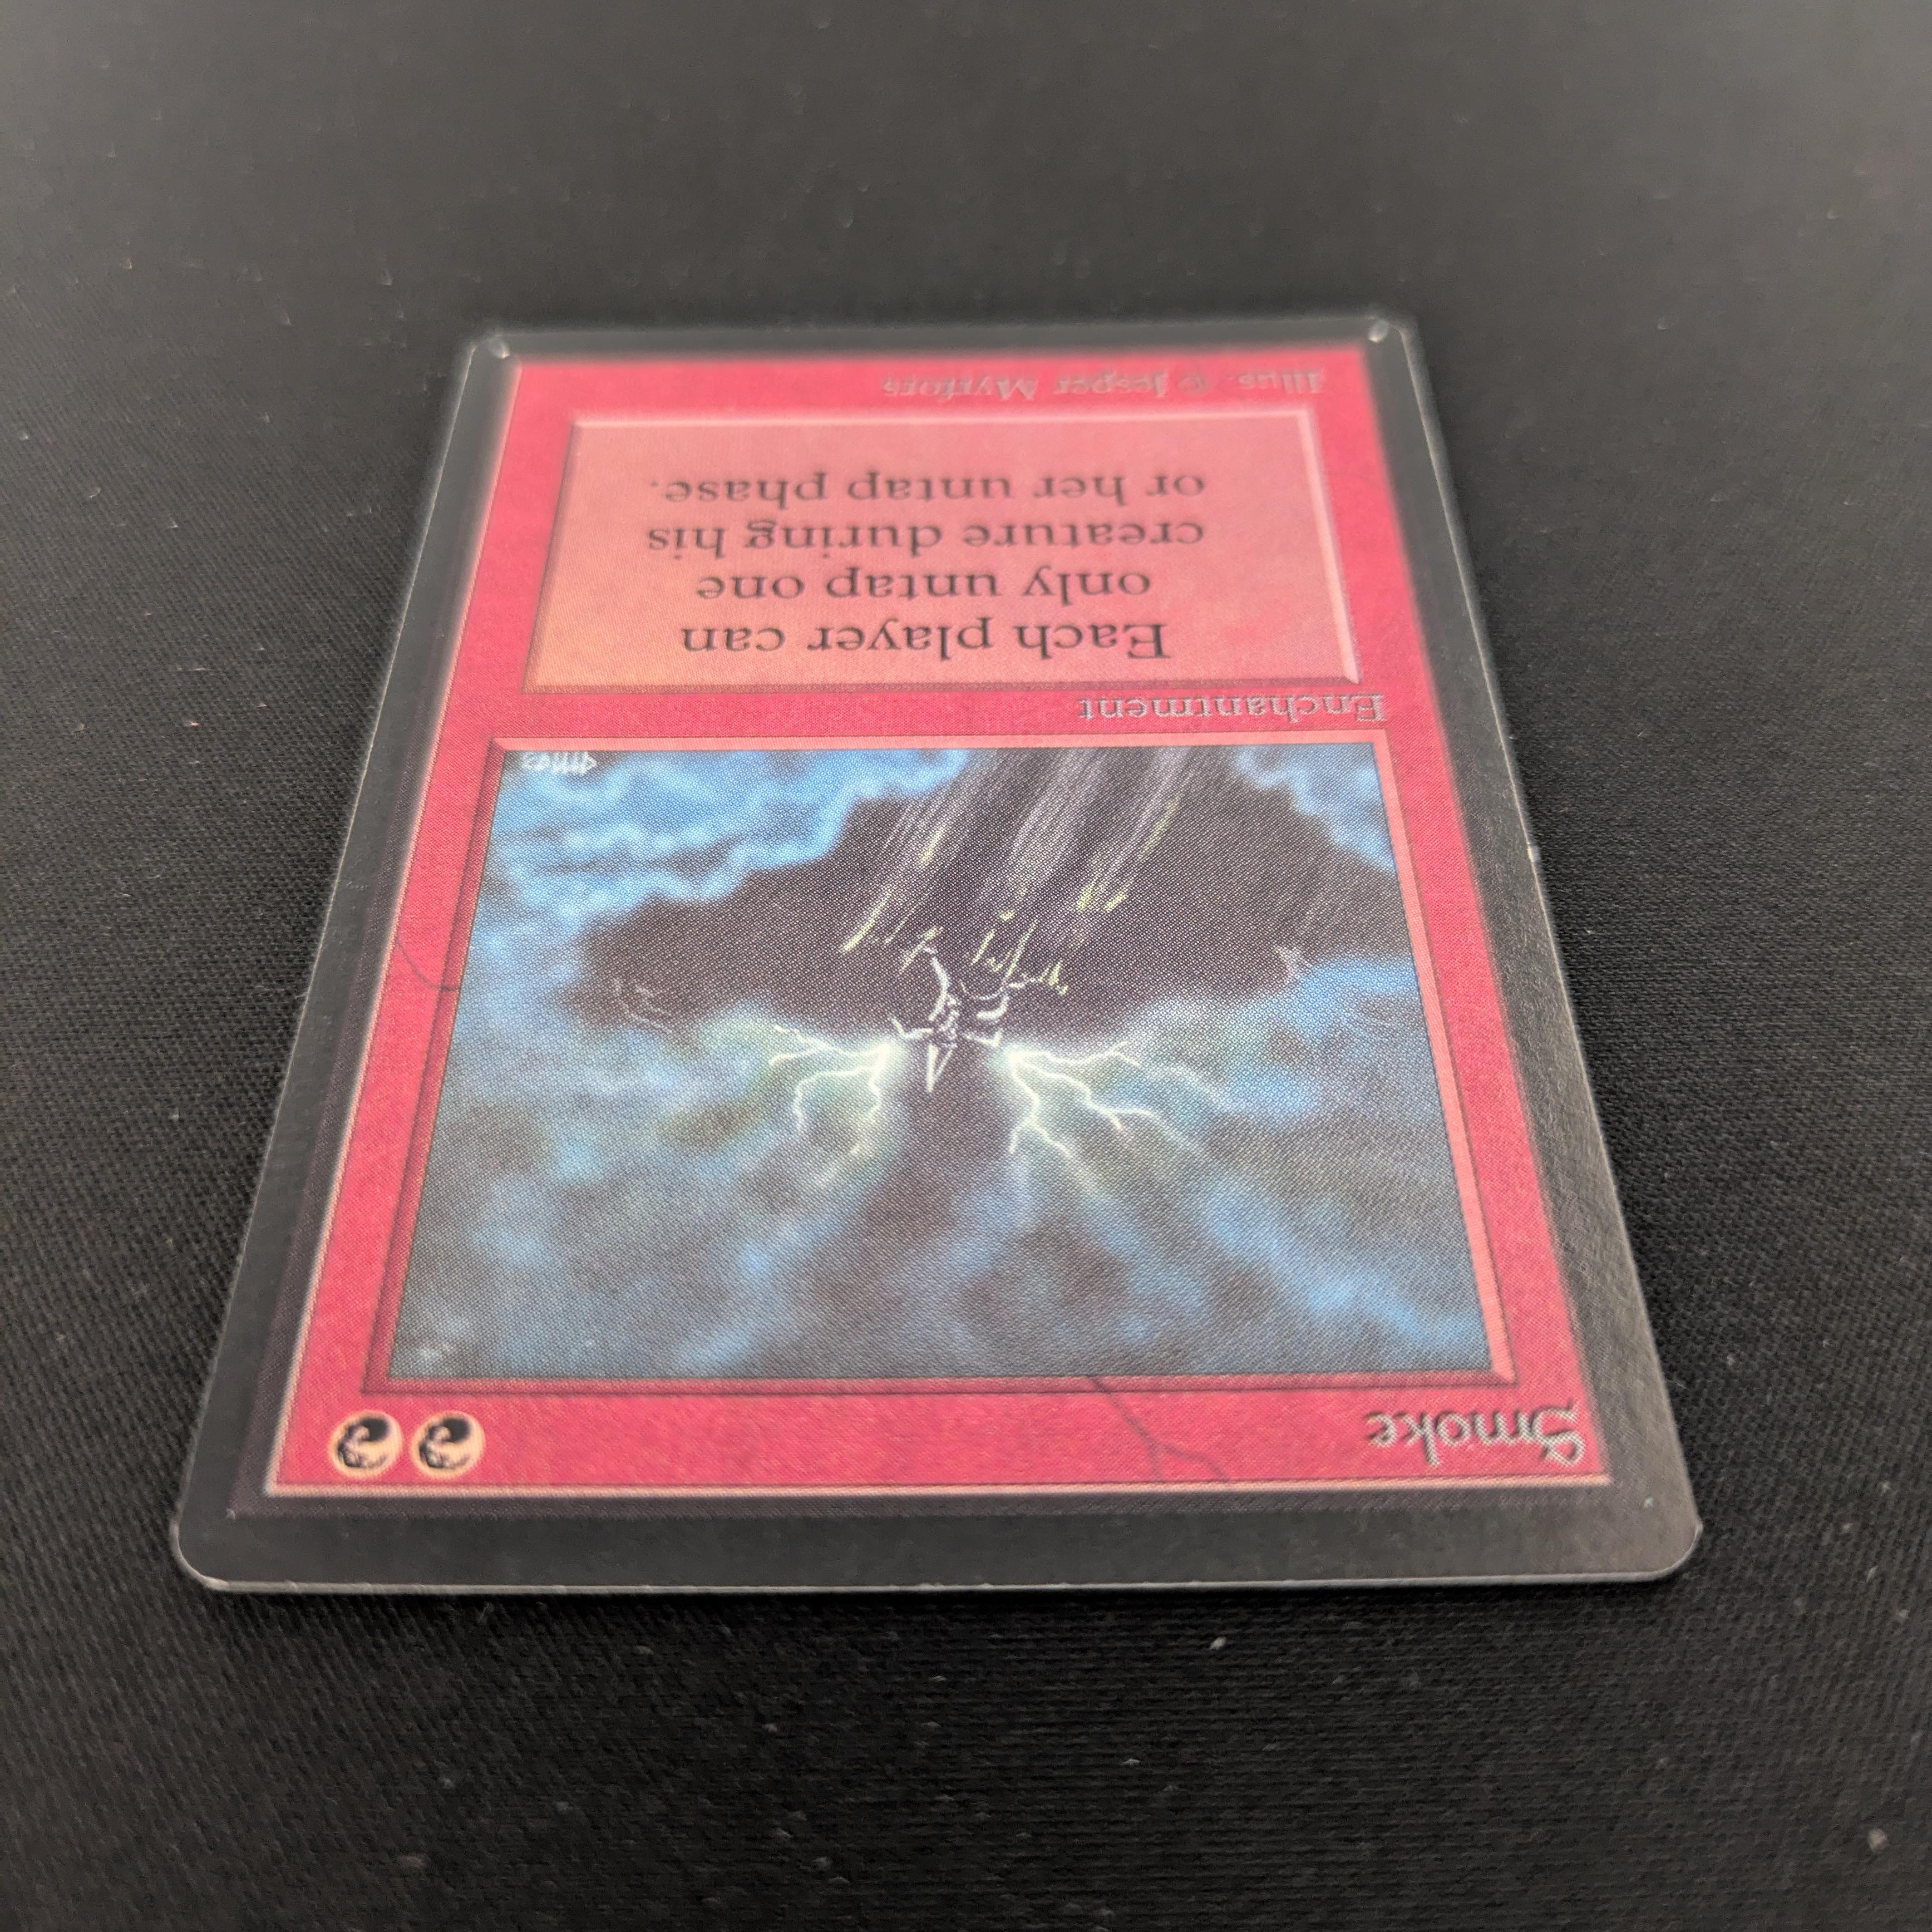 Smoke
Enchantment
Each player can
only untap one
creature during his
or her untap phase.
Illus. © Jesper Myrfors